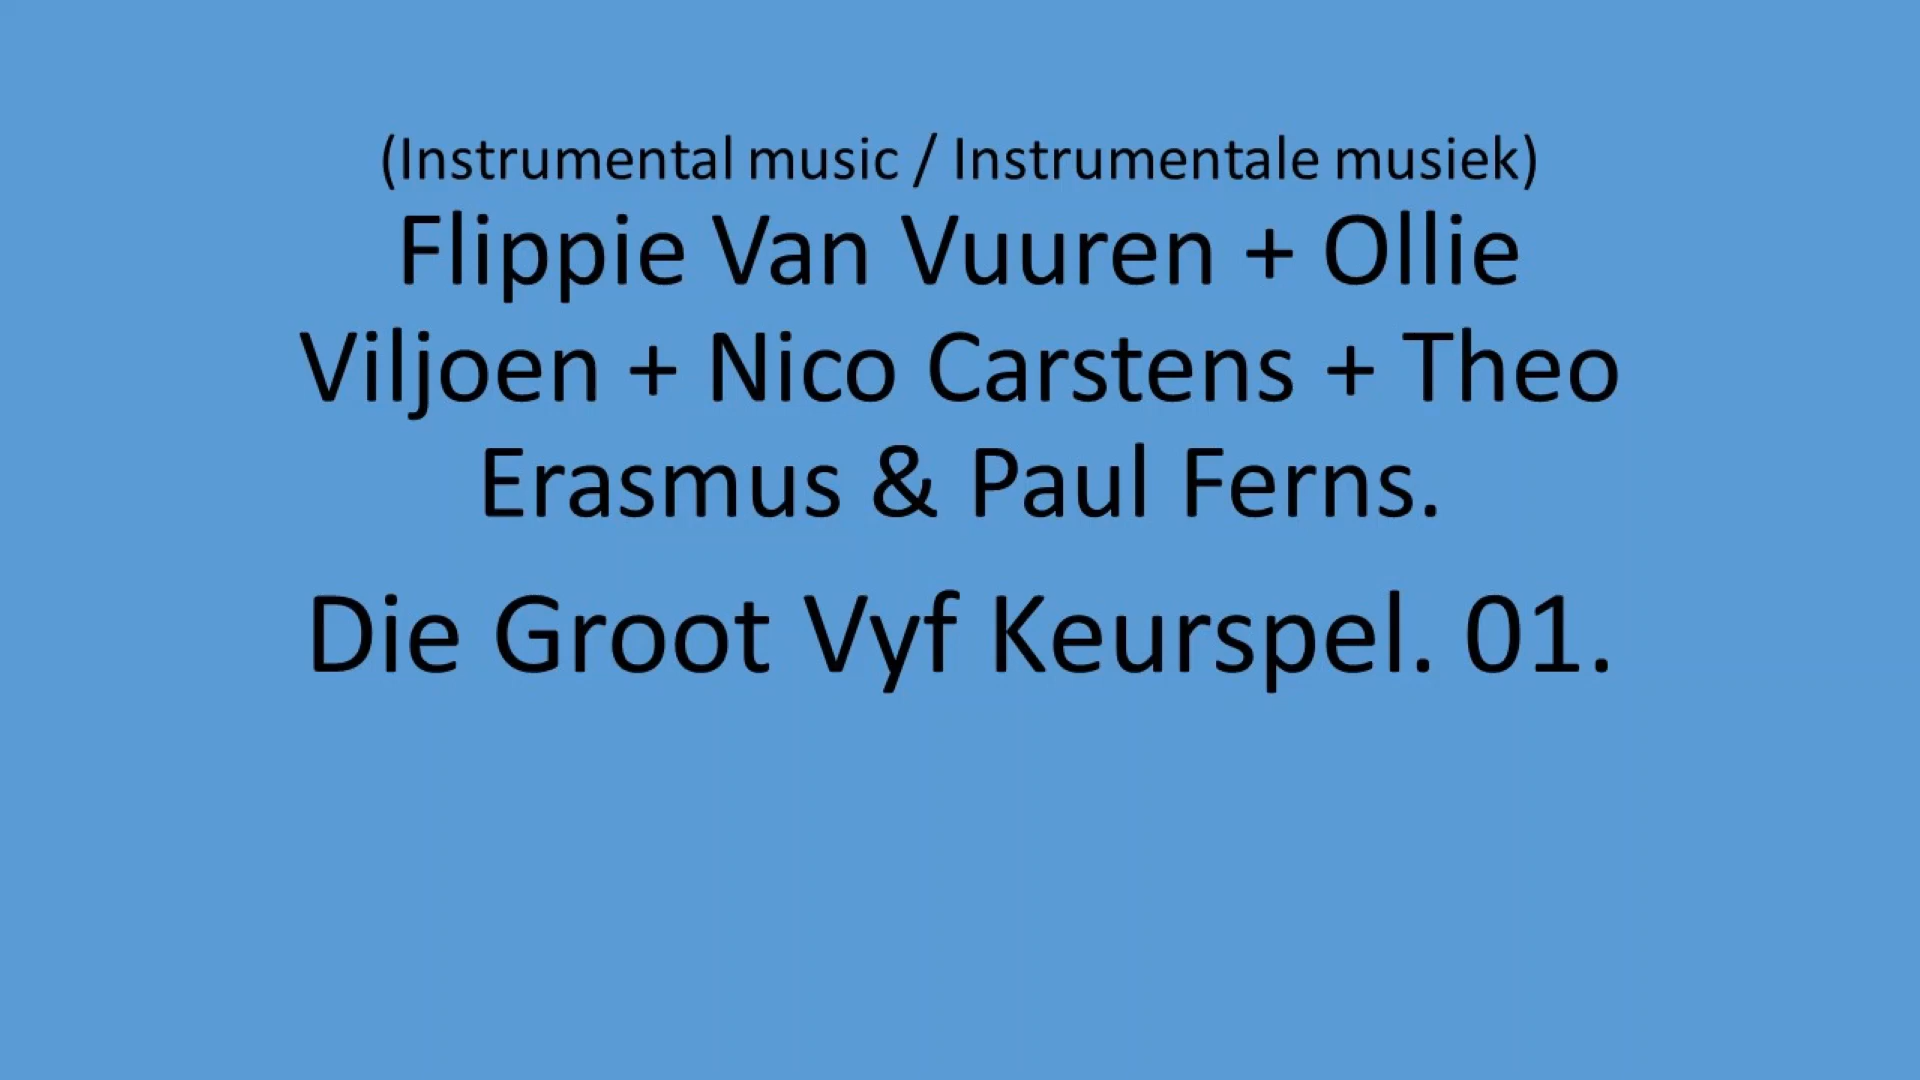 (Instrumental music / Instrumentale musiek)
Flippie Van Vuuren + Ollie
Viljoen + Nico Carstens + Theo
Erasmus & Paul Ferns.
Die Groot Vyf Keurspel. 01.